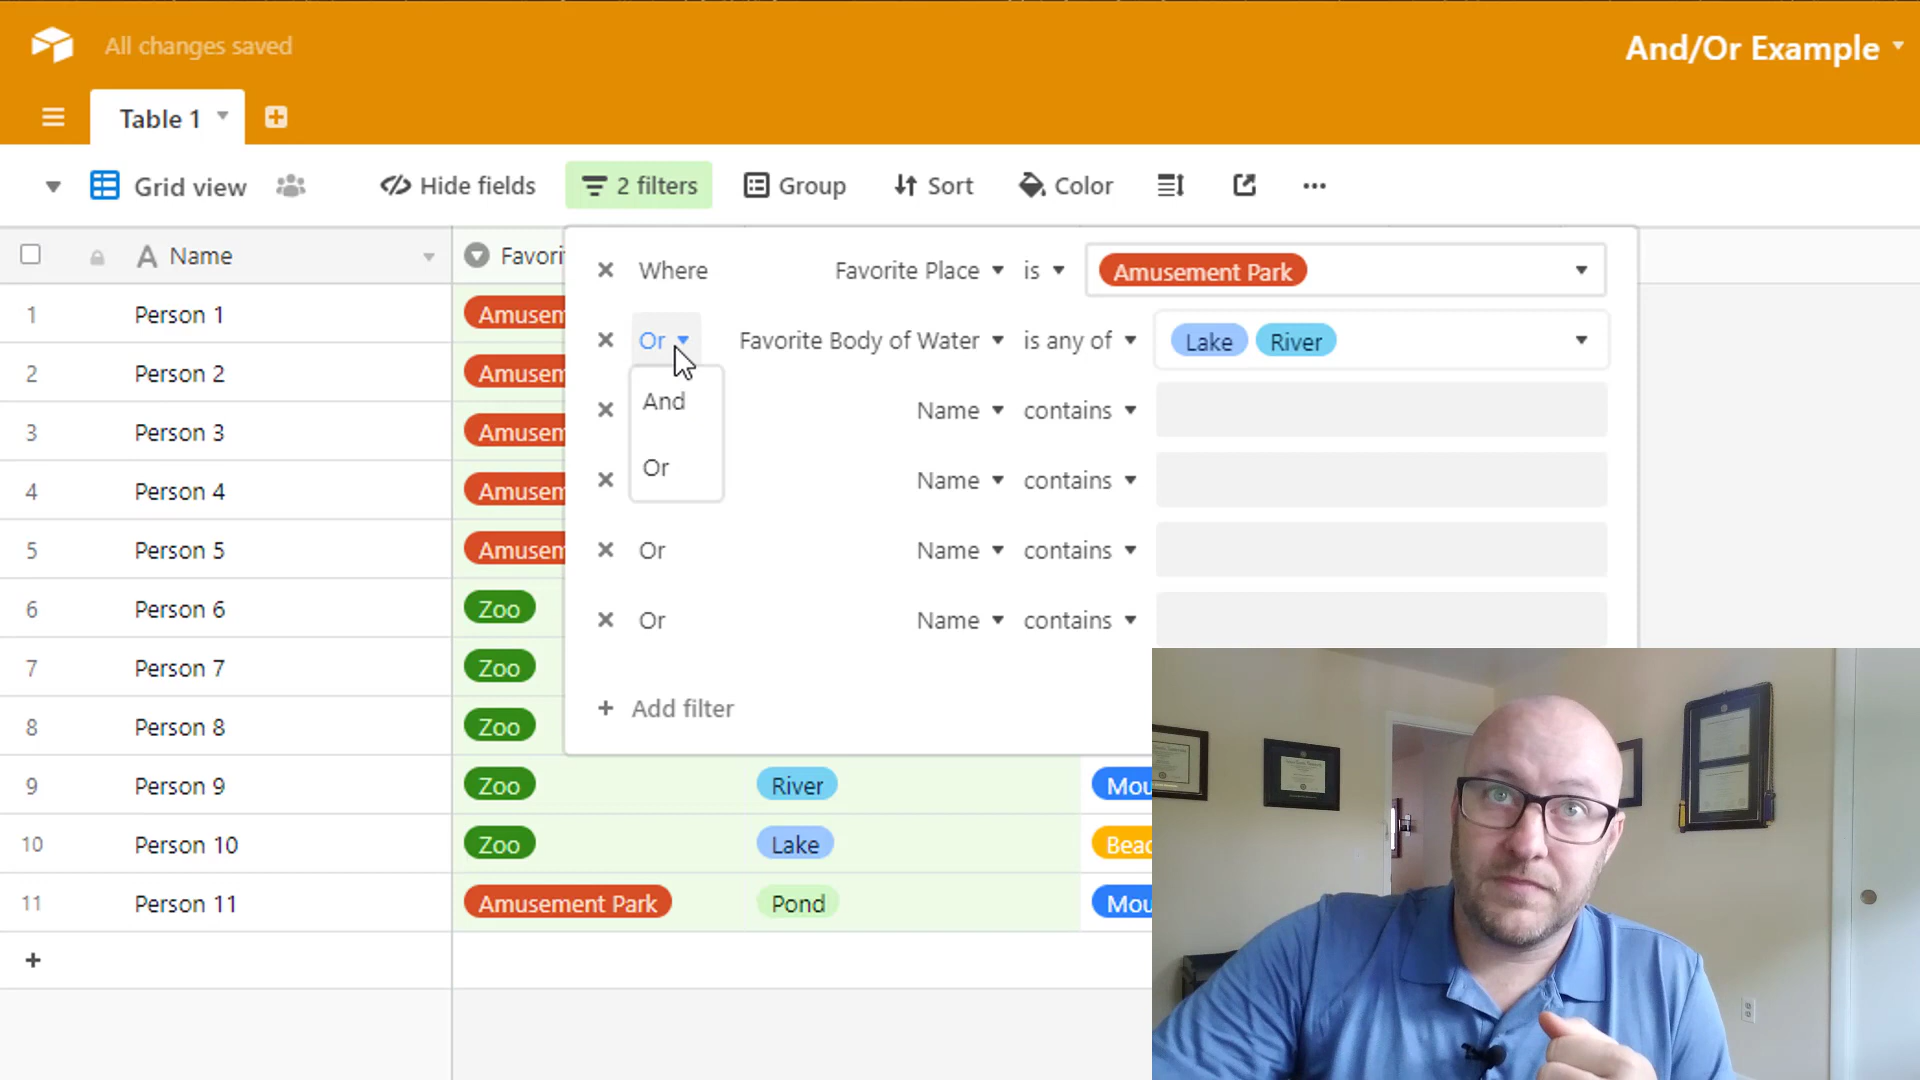 All changes saved
And/Or Example
Table 1
Grid view
Hide fields
2 filters
Group
Sort
Color
A Name
Favori
Where Favorite Place is Amusement Park
Or Favorite Body of Water is any of Lake River
And
Name contains
Or
Name contains
Or Name contains
Or Name contains
+ Add filter
1 Person 1 Amusem
2 Person 2 Amusem
3 Person 3 Amusem
4 Person 4 Amusem
5 Person 5 Amusem
6 Person 6 Zoo
7 Person 7 Zoo
8 Person 8 Zoo
9 Person 9 Zoo River Mou
10 Person 10 Zoo Lake Beac
11 Person 11 Amusement Park Pond Mou
+